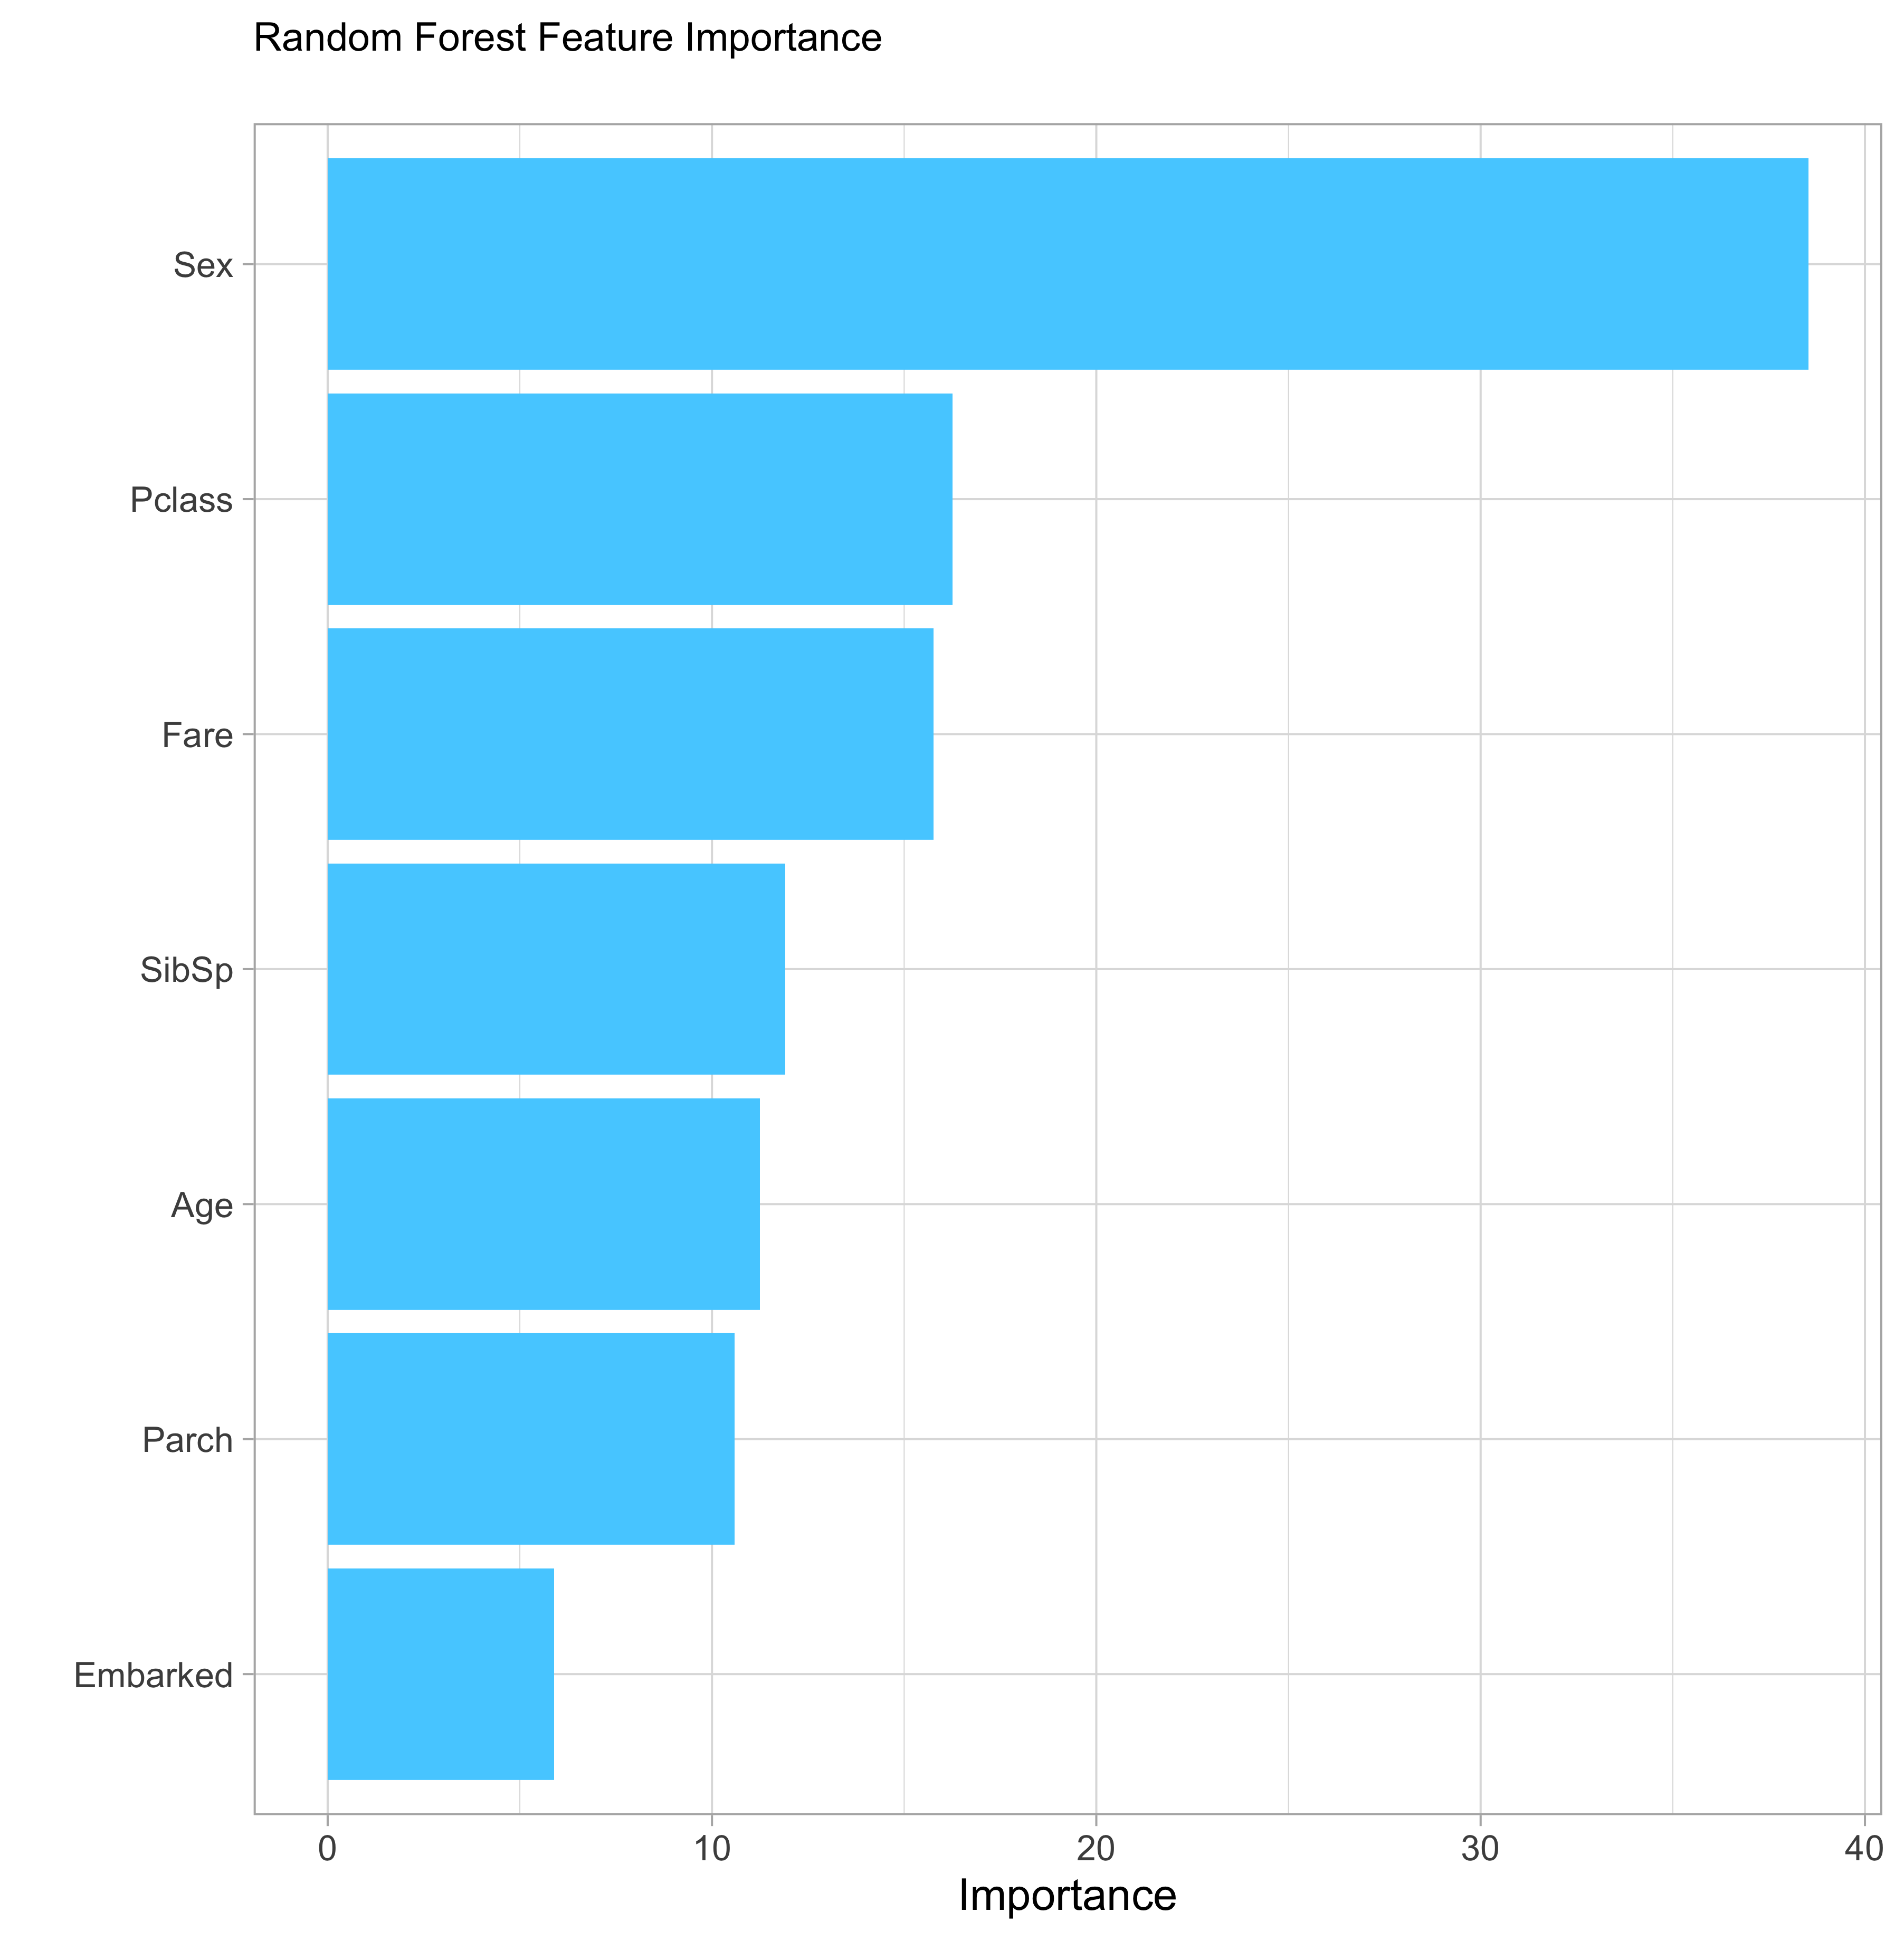 Random Forest Feature Importance
Sex
Pclass
Fare
SibSp
Age
Parch
Embarked
0 10 20 30 40
Importance